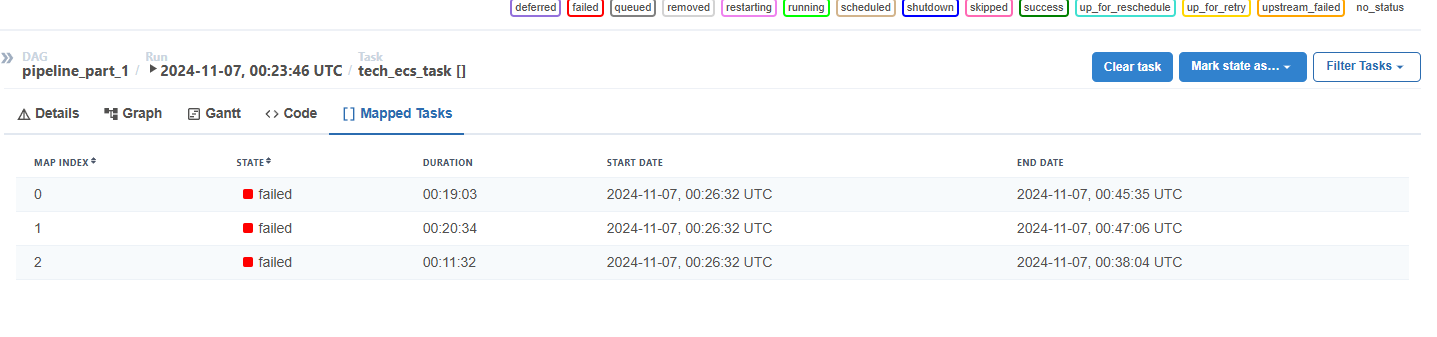 deferred failed queued removed restarting running scheduled shutdown skipped success up_for_reschedule up_for_retry upstream_failed no_status
DAG Run Task
pipeline_part_1 / 2024-11-07, 00:23:46 UTC / tech_ecs_task []
Clear task Mark state as... Filter Tasks
Details Graph Gantt Code [] Mapped Tasks
MAP INDEX STATE DURATION START DATE END DATE
0 failed 00:19:03 2024-11-07, 00:26:32 UTC 2024-11-07, 00:45:35 UTC
1 failed 00:20:34 2024-11-07, 00:26:32 UTC 2024-11-07, 00:47:06 UTC
2 failed 00:11:32 2024-11-07, 00:26:32 UTC 2024-11-07, 00:38:04 UTC